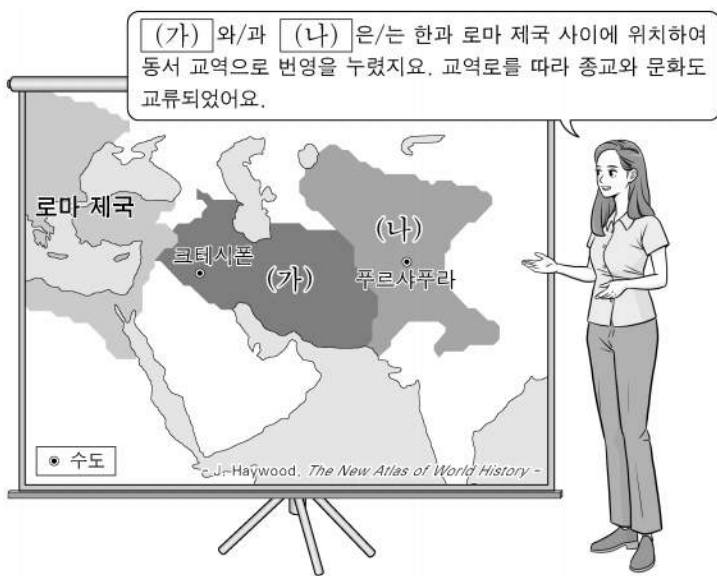 (가) 와/과 (나) 은/는 한과 로마 제국 사이에 위치하여
동서 교역으로 번영을 누렸지요. 교역로를 따라 종교와 문화도
교류되었어요.
로마 제국
크테시폰
(가)
(나)
푸르샤푸라
수도
- J. Haywood, The New Atlas of World History -